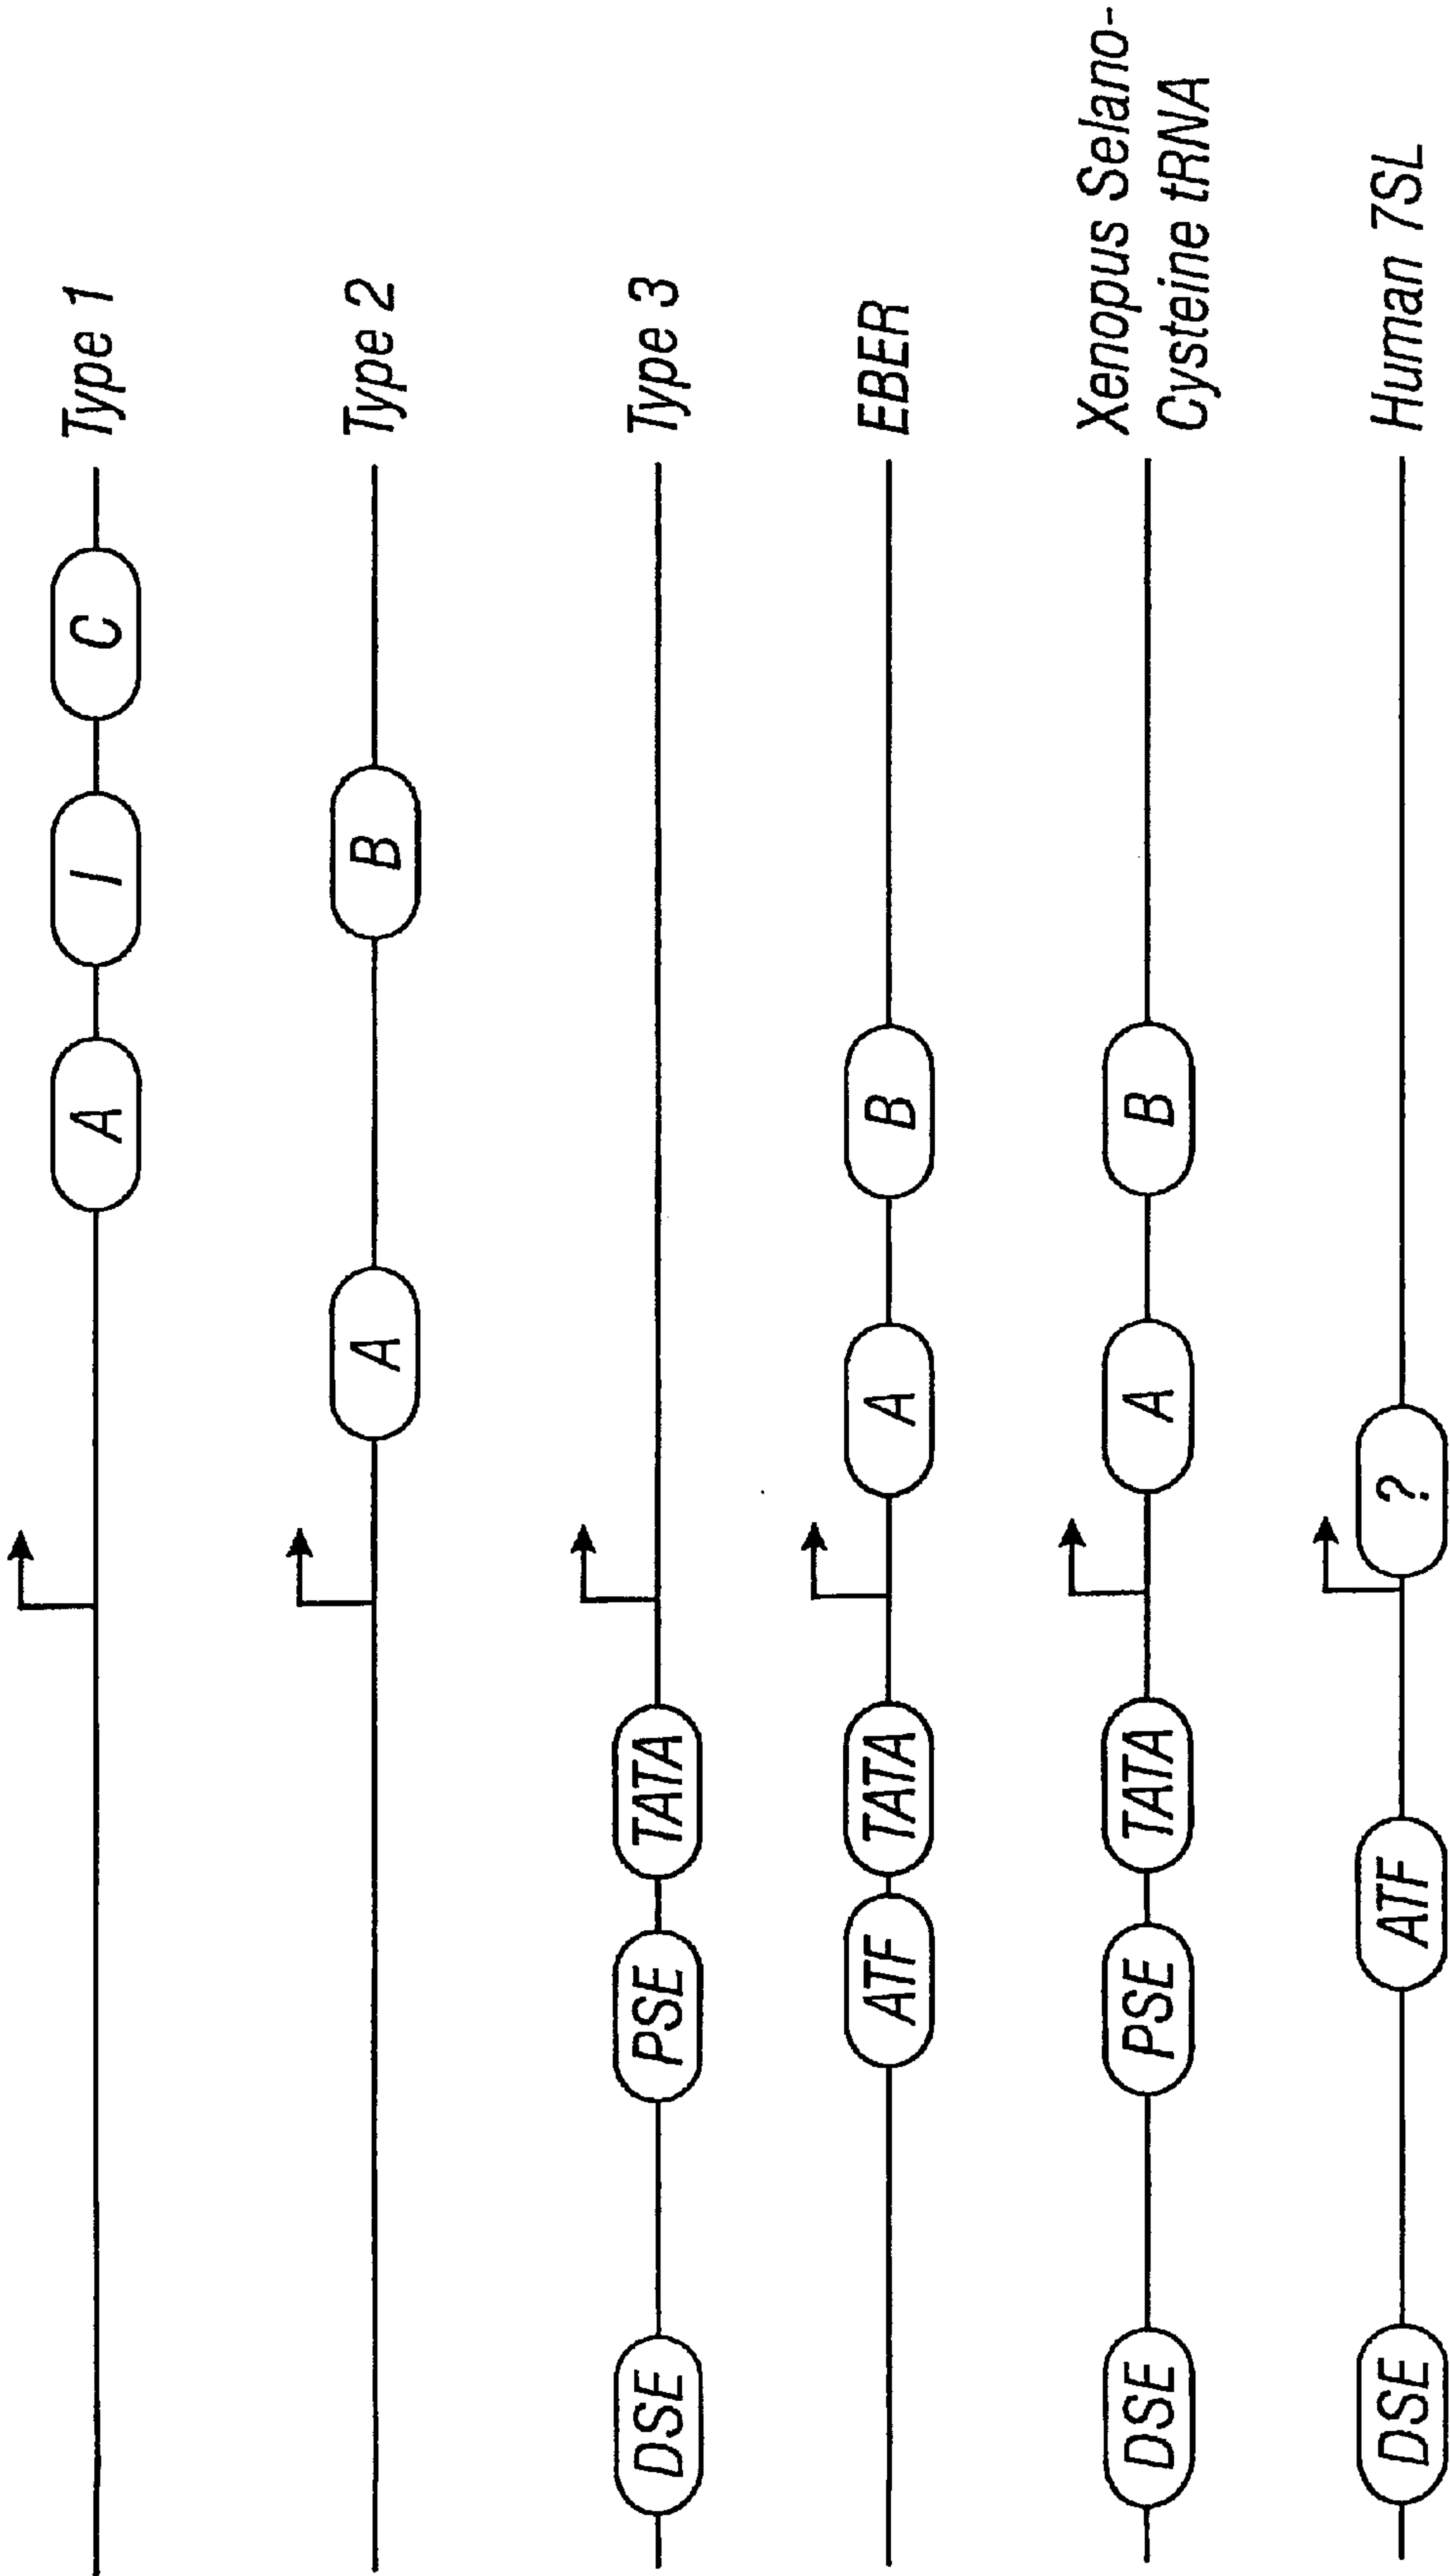 A I C Type 1
A B Type 2
DSE PSE TATA Type 3
ATF TATA A B EBER
DSE PSE TATA A B Xenopus Selano-
Cysteine tRNA
DSE ATF ? Human 7SL